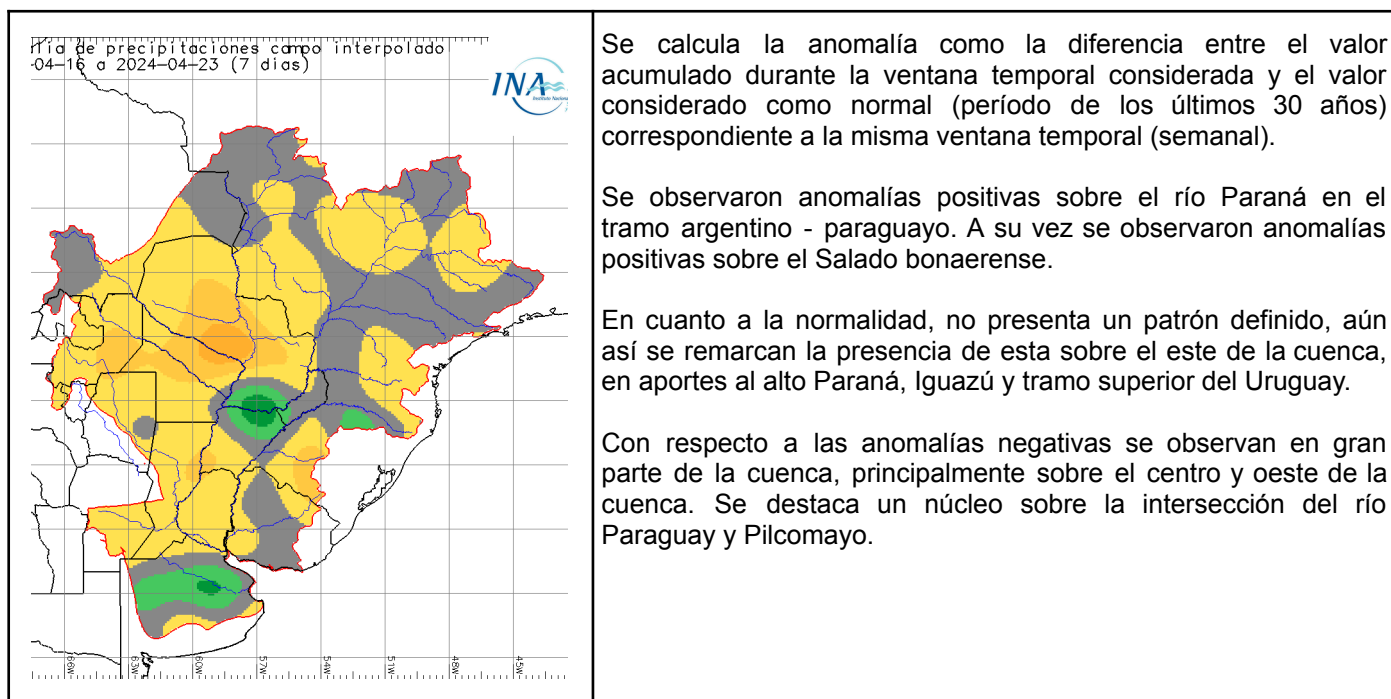 rría de precipitaciones campo interpolado
-04-16 a 2024-04-23 (7 dias)
INA
Instituto Nacional
66W 63W 60W 57W 54W 51W 48W 45W
Se calcula la anomalía como la diferencia entre el valor
acumulado durante la ventana temporal considerada y el valor
considerado como normal (período de los últimos 30 años)
correspondiente a la misma ventana temporal (semanal).
Se observaron anomalías positivas sobre el río Paraná en el
tramo argentino - paraguayo. A su vez se observaron anomalías
positivas sobre el Salado bonaerense.
En cuanto a la normalidad, no presenta un patrón definido, aún
así se remarcan la presencia de esta sobre el este de la cuenca,
en aportes al alto Paraná, Iguazú y tramo superior del Uruguay.
Con respecto a las anomalías negativas se observan en gran
parte de la cuenca, principalmente sobre el centro y oeste de la
cuenca. Se destaca un núcleo sobre la intersección del río
Paraguay y Pilcomayo.